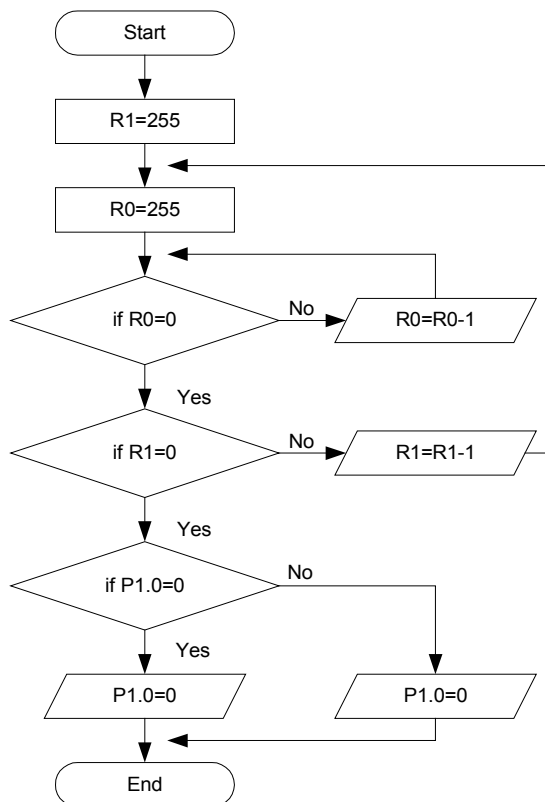 Start
R1=255
R0=255
if R0=0
No
R0=R0-1
Yes
if R1=0
No
R1=R1-1
Yes
if P1.0=0
No
Yes
P1.0=0
P1.0=0
End